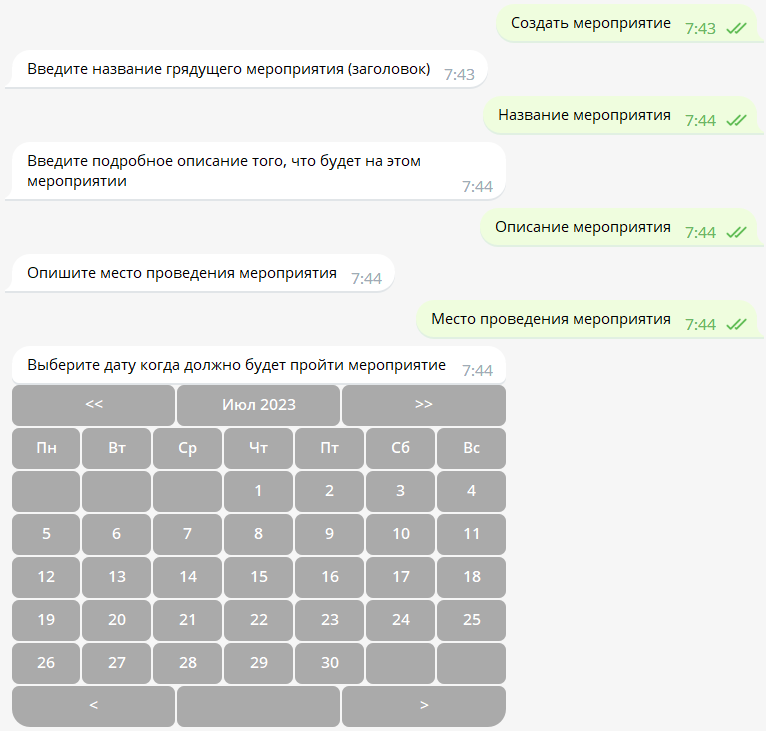 Создать мероприятие 7:43
Введите название грядущего мероприятия (заголовок) 7:43
Название мероприятия 7:44
Введите подробное описание того, что будет на этом
мероприятии 7:44
Описание мероприятия 7:44
Опишите место проведения мероприятия 7:44
Место проведения мероприятия 7:44
Выберите дату когда должно будет пройти мероприятие 7:44
<< Июл 2023 >>
Пн Вт Ср Чт Пт Сб Вс
1 2 3 4
5 6 7 8 9 10 11
12 13 14 15 16 17 18
19 20 21 22 23 24 25
26 27 28 29 30
< >